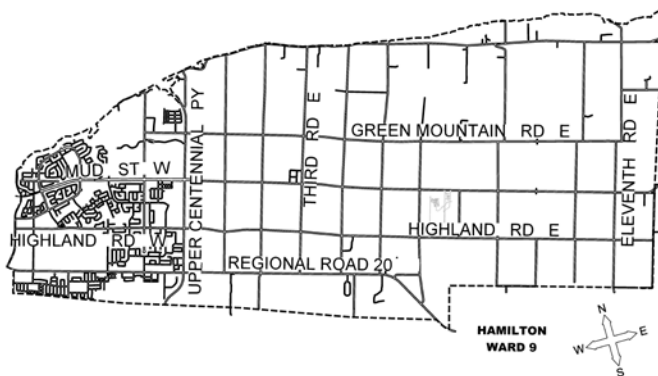 GREEN MOUNTAIN RD E
MUD ST W
UPPER CENTENNIAL PY
THIRD RD E
ELEVENTH RD E
HIGHLAND RD W
HIGHLAND RD E
REGIONAL ROAD 20
HAMILTON
WARD 9
N
W
E
S